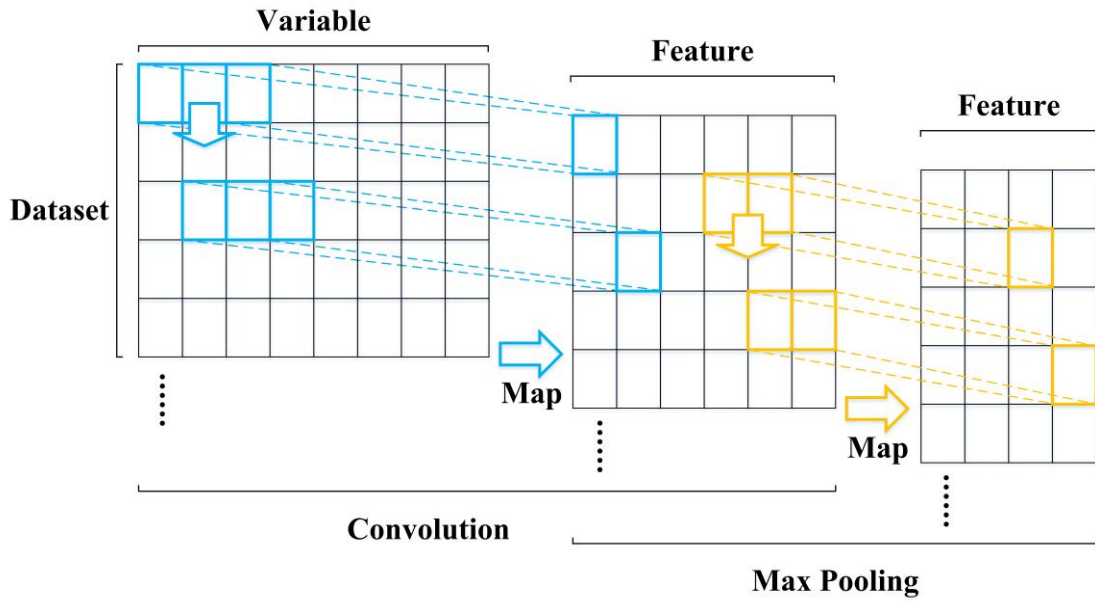 Variable
Feature
Feature
Dataset
Map
Map
Convolution
Max Pooling